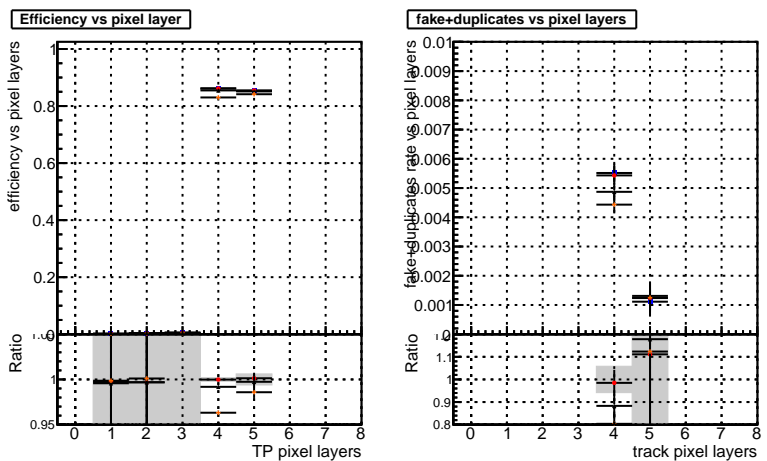 Efficiency vs pixel layer
efficiency vs pixel layers
1
0.8
0.6
0.4
0.2
0
Ratio
1
0.95
0 1 2 3 4 5 6 7 8
TP pixel layers
fake+duplicates vs pixel layers
fake+duplicates rate vs pixel layers
0.01
0.009
0.008
0.007
0.006
0.005
0.004
0.003
0.002
0.001
0
Ratio
1.1
1
0.9
0.8
0 1 2 3 4 5 6 7 8
track pixel layers